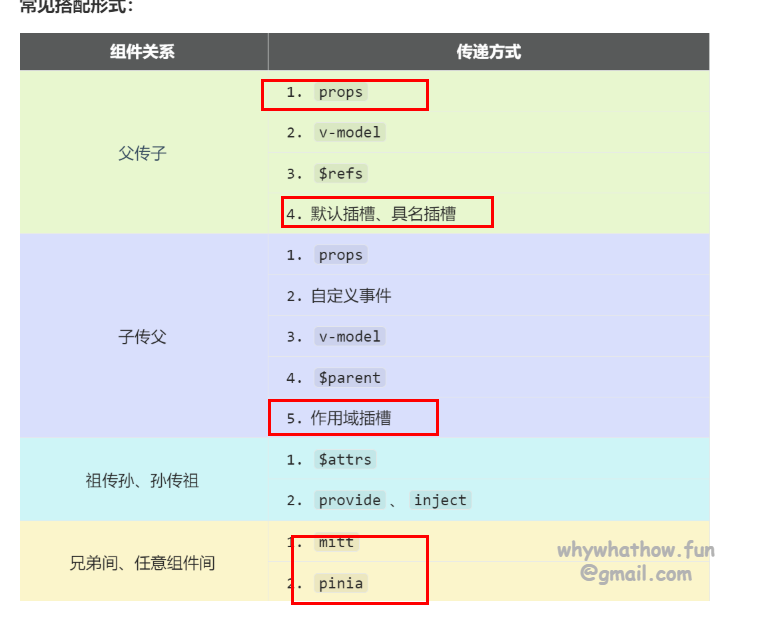 常见搭配形式：
组件关系 传递方式
父传子
1. props
2. v-model
3. $refs
4. 默认插槽、具名插槽
子传父
1. props
2. 自定义事件
3. v-model
4. $parent
5. 作用域插槽
祖传孙、孙传祖
1. $attrs
2. provide 、 inject
兄弟间、任意组件间
1. mitt
2. pinia
whywhathow.fun
@gmail.com